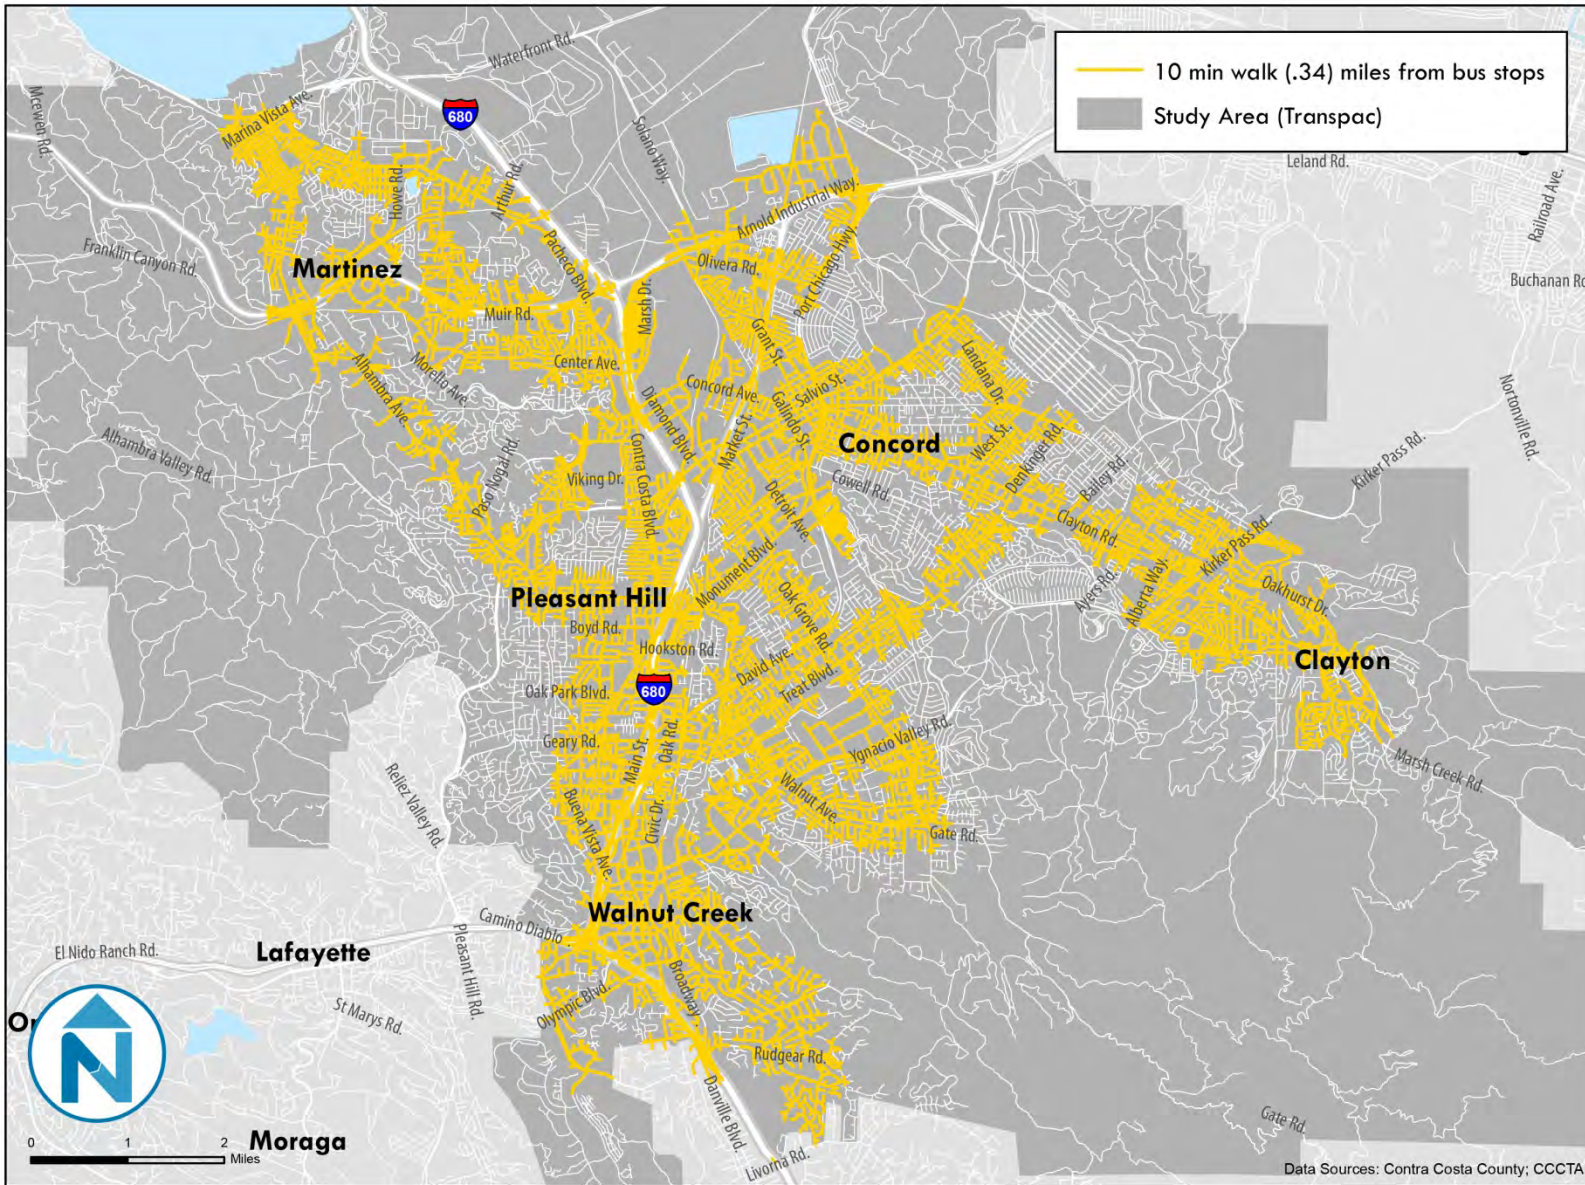 10 min walk (.34) miles from bus stops
Study Area (Transpac)
Waterfront Rd.
Mcewen Rd.
Marina Vista Ave.
680
Solano Way.
Leland Rd.
Railroad Ave.
Howe Rd.
Arthur Rd.
Arnold Industrial Way.
Franklin Canyon Rd.
Martinez
Pacheco Blvd.
Olivera Rd.
Port Chicago Hwy.
Buchanan Rd
Muir Rd.
Marsh Dr.
Grant St.
Center Ave.
Landana Dr.
Morello Ave
Alhambra Ave.
Concord Ave.
Salvio St.
Diamond Blvd.
Galindo St.
Market St.
Nortonville Rd.
Alhambra Valley Rd.
Concord
West St.
Denkinger Rd.
Kirker Pass Rd.
Paso Nogal Rd.
Viking Dr.
Contra Costa Blvd.
Cowell Rd.
Bailey Rd.
Detroit Ave.
Clayton Rd.
Kirker Pass Rd.
Monument Blvd.
Pleasant Hill
Oak Grove Rd.
Ayers Rd.
Alberta Way.
Oakhurst Dr.
Boyd Rd.
Hookston Rd.
David Ave.
Clayton
680
Oak Park Blvd.
Treat Blvd.
Geary Rd.
Main St.
Oak Rd.
Ygnacio Valley Rd.
Marsh Creek Rd.
Reliez Valley Rd.
Buena Vista Ave.
Civic Dr.
Walnut Ave.
Gate Rd.
Walnut Creek
Camino Diablo .
El Nido Ranch Rd.
Lafayette
Pleasant Hill Rd.
Broadway .
St Marys Rd.
Olympic Blvd.
Or
N
Rudgear Rd.
Danville Blvd.
Gate Rd.
Moraga
0 1 2
Miles
Livorna Rd.
Data Sources: Contra Costa County; CCCTA